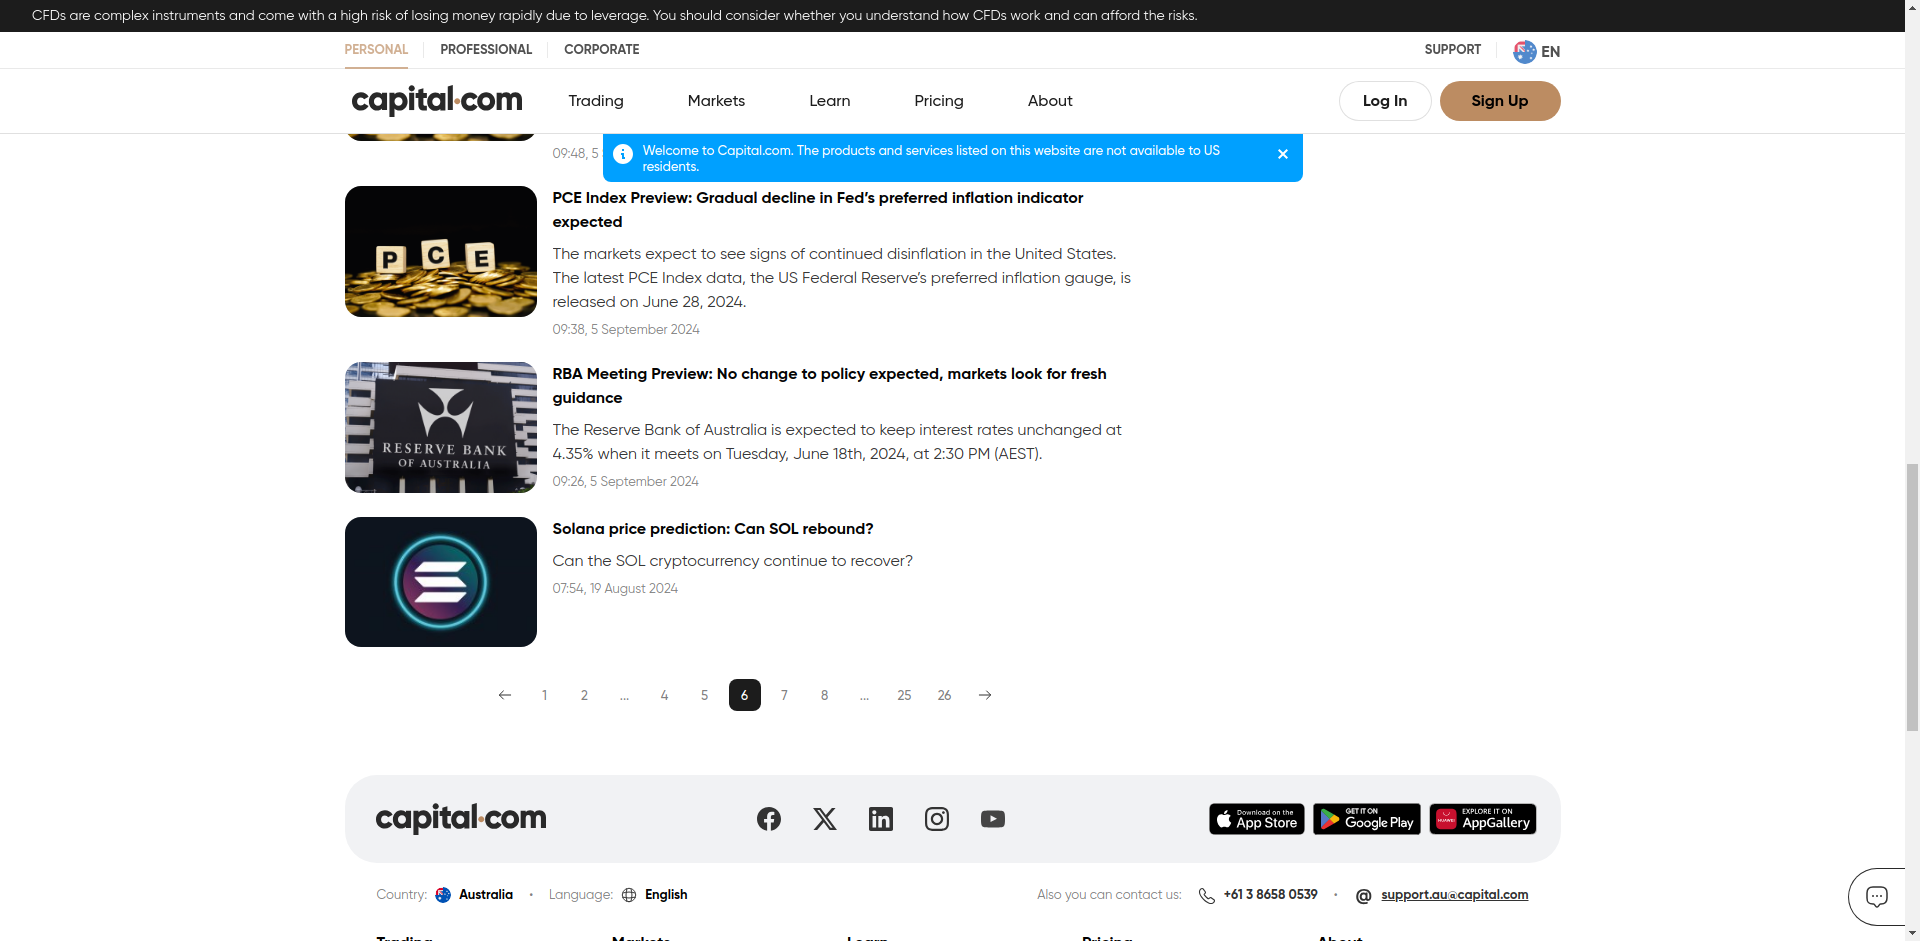 CFDs are complex instruments and come with a high risk of losing money rapidly due to leverage. You should consider whether you understand how CFDs work and can afford the risks.
PERSONAL
PROFESSIONAL
CORPORATE
SUPPORT
EN
capital.com
Trading
Markets
Learn
Pricing
About
Log In
Sign Up
09:48, 5
Welcome to Capital.com. The products and services listed on this website are not available to US
residents.
PCE
PCE Index Preview: Gradual decline in Fed’s preferred inflation indicator
expected
The markets expect to see signs of continued disinflation in the United States.
The latest PCE Index data, the US Federal Reserve’s preferred inflation gauge, is
released on June 28, 2024.
09:38, 5 September 2024
RESERVE BANK
OF AUSTRALIA
RBA Meeting Preview: No change to policy expected, markets look for fresh
guidance
The Reserve Bank of Australia is expected to keep interest rates unchanged at
4.35% when it meets on Tuesday, June 18th, 2024, at 2:30 PM (AEST).
09:26, 5 September 2024
Solana price prediction: Can SOL rebound?
Can the SOL cryptocurrency continue to recover?
07:54, 19 August 2024
1 2 ... 4 5 6 7 8 ... 25 26
capital.com
Download on the
App Store
GET IT ON
Google Play
HUAWEI
EXPLORE IT ON
AppGallery
Country: Australia · Language: English
Also you can contact us: +61 3 8658 0539 · support.au@capital.com
Trading
Markets
Learn
Pricing
About